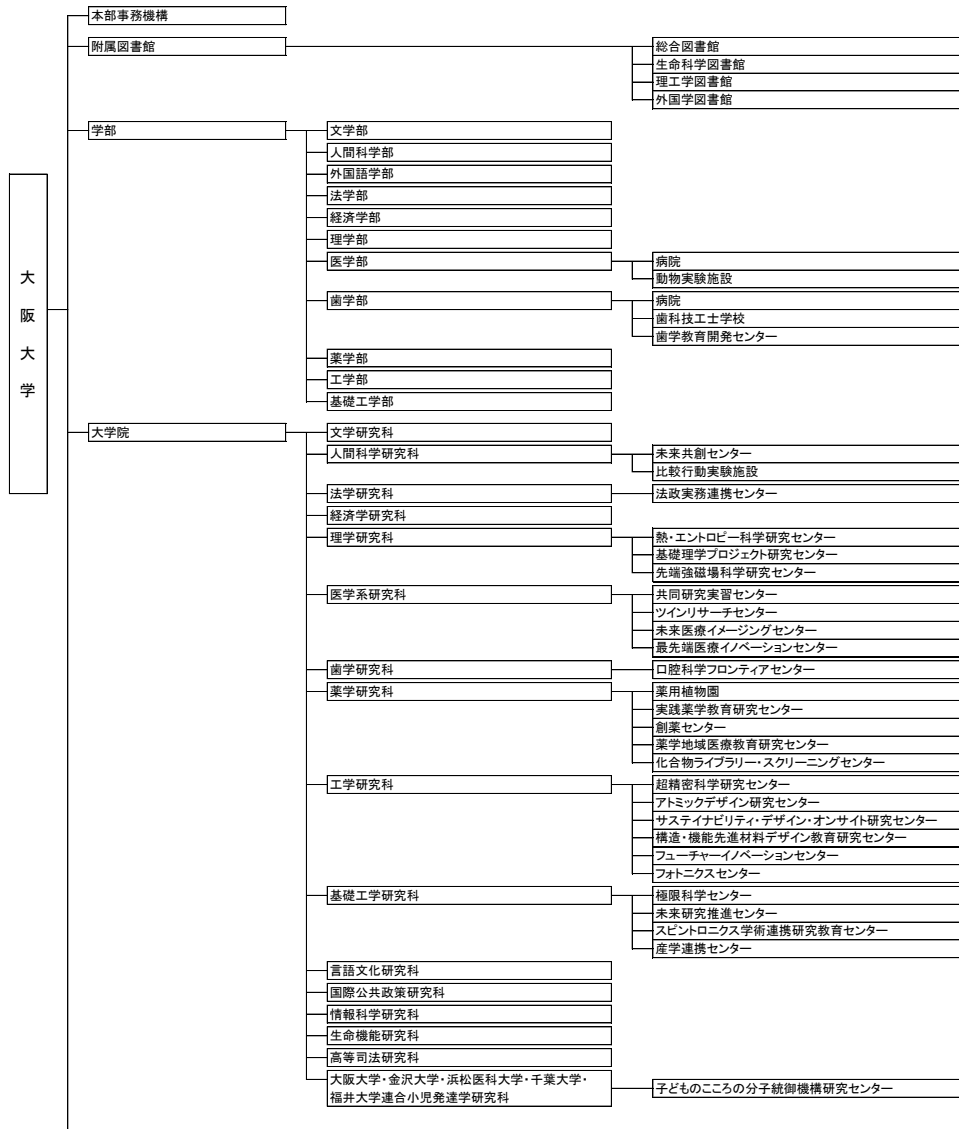 大阪大学
本部事務機構
附属図書館
総合図書館
生命科学図書館
理工学図書館
外国学図書館
学部
文学部
人間科学部
外国語学部
法学部
経済学部
理学部
医学部
病院
動物実験施設
歯学部
病院
歯科技工士学校
歯学教育開発センター
薬学部
工学部
基礎工学部
大学院
文学研究科
人間科学研究科
未来共創センター
比較行動実験施設
法学研究科
法政実務連携センター
経済学研究科
理学研究科
熱・エントロピー科学研究センター
基礎理学プロジェクト研究センター
先端強磁場科学研究センター
医学系研究科
共同研究実習センター
ツインリサーチセンター
未来医療イメージングセンター
最先端医療イノベーションセンター
歯学研究科
口腔科学フロンティアセンター
薬学研究科
薬用植物園
実践薬学教育研究センター
創薬センター
薬学地域医療教育研究センター
化合物ライブラリー・スクリーニングセンター
工学研究科
超精密科学研究センター
アトミックデザイン研究センター
サステイナビリティ・デザイン・オンサイト研究センター
構造・機能先進材料デザイン教育研究センター
フューチャーイノベーションセンター
フォトニクスセンター
基礎工学研究科
極限科学センター
未来研究推進センター
スピントロニクス学術連携研究教育センター
産学連携センター
言語文化研究科
国際公共政策研究科
情報科学研究科
生命機能研究科
高等司法研究科
大阪大学・金沢大学・浜松医科大学・千葉大学・
福井大学連合小児発達学研究科
子どものこころの分子統御機構研究センター